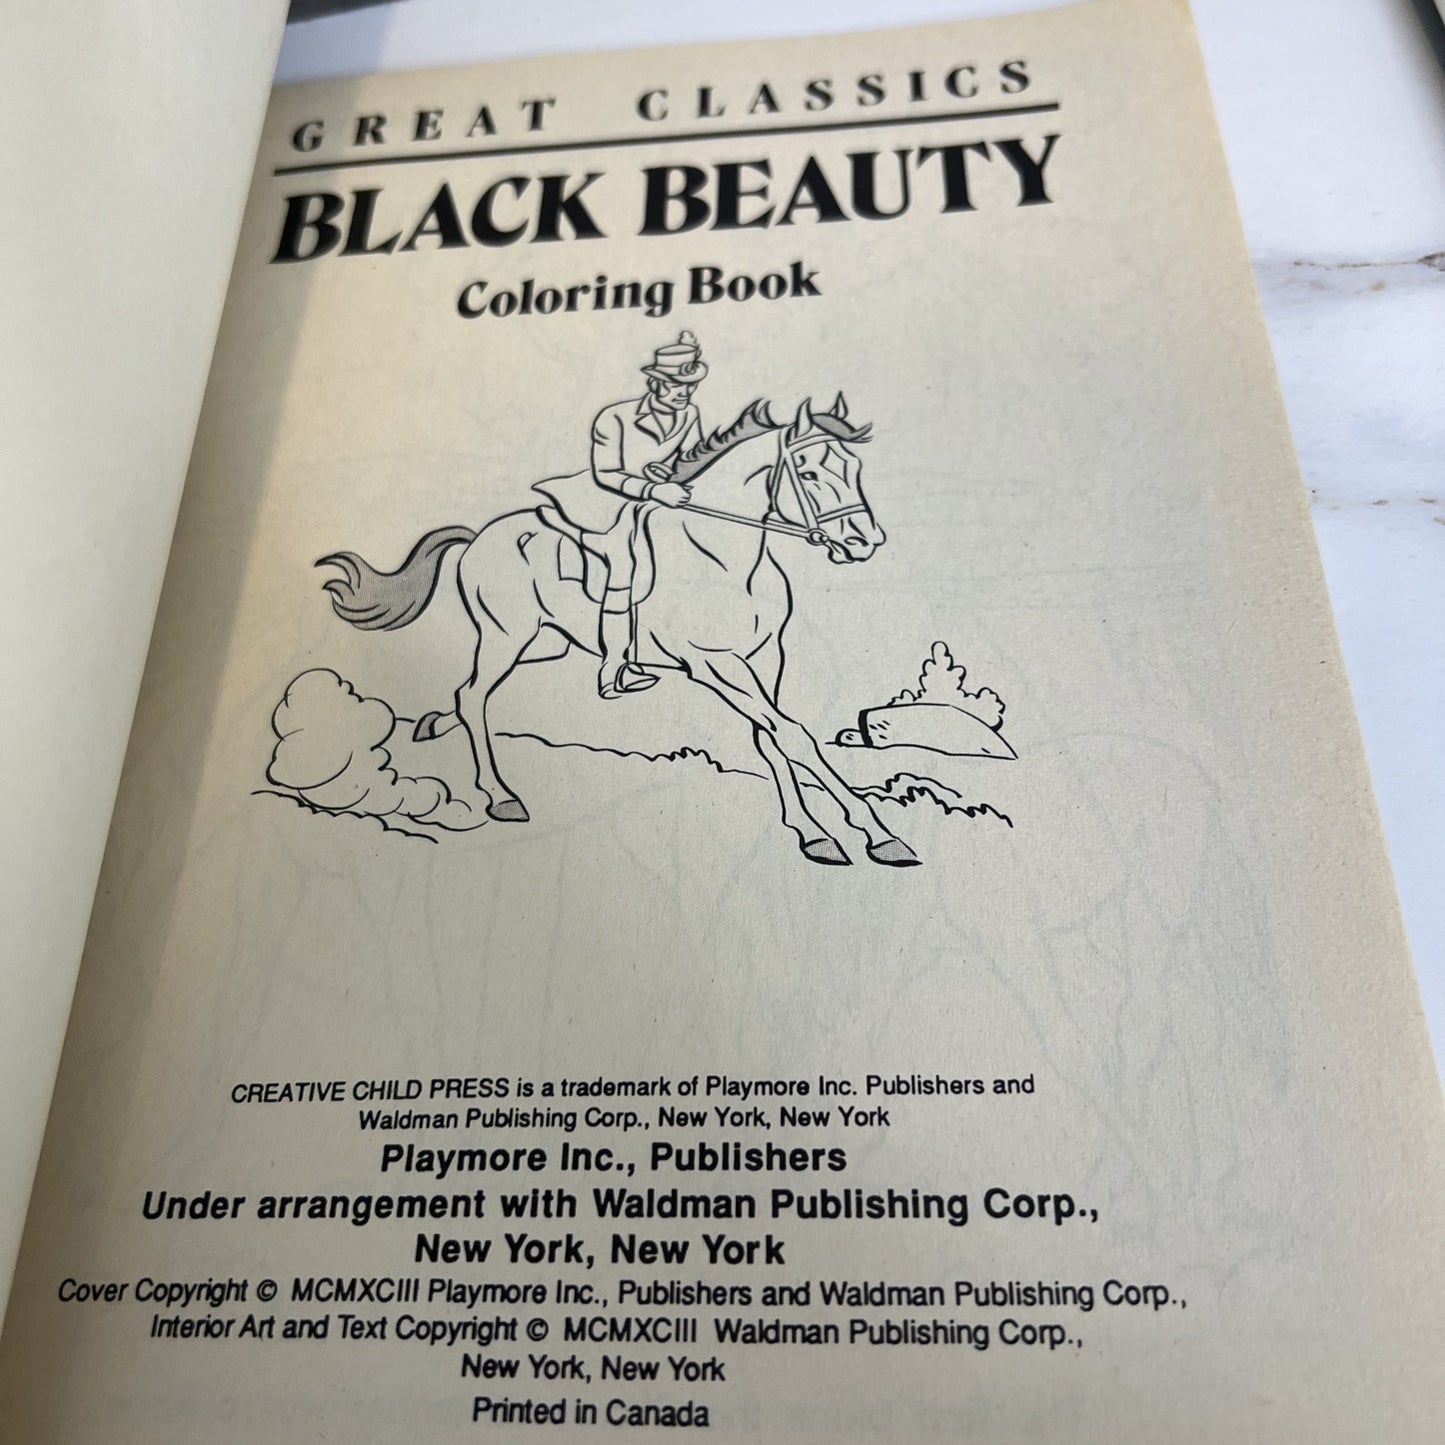 GREAT CLASSICS
BLACK BEAUTY
Coloring Book
CREATIVE CHILD PRESS is a trademark of Playmore Inc. Publishers and
Waldman Publishing Corp., New York, New York
Playmore Inc., Publishers
Under arrangement with Waldman Publishing Corp.,
New York, New York
Cover Copyright © MCMXCIII Playmore Inc., Publishers and Waldman Publishing Corp.,
Interior Art and Text Copyright © MCMXCIII Waldman Publishing Corp.,
New York, New York
Printed in Canada